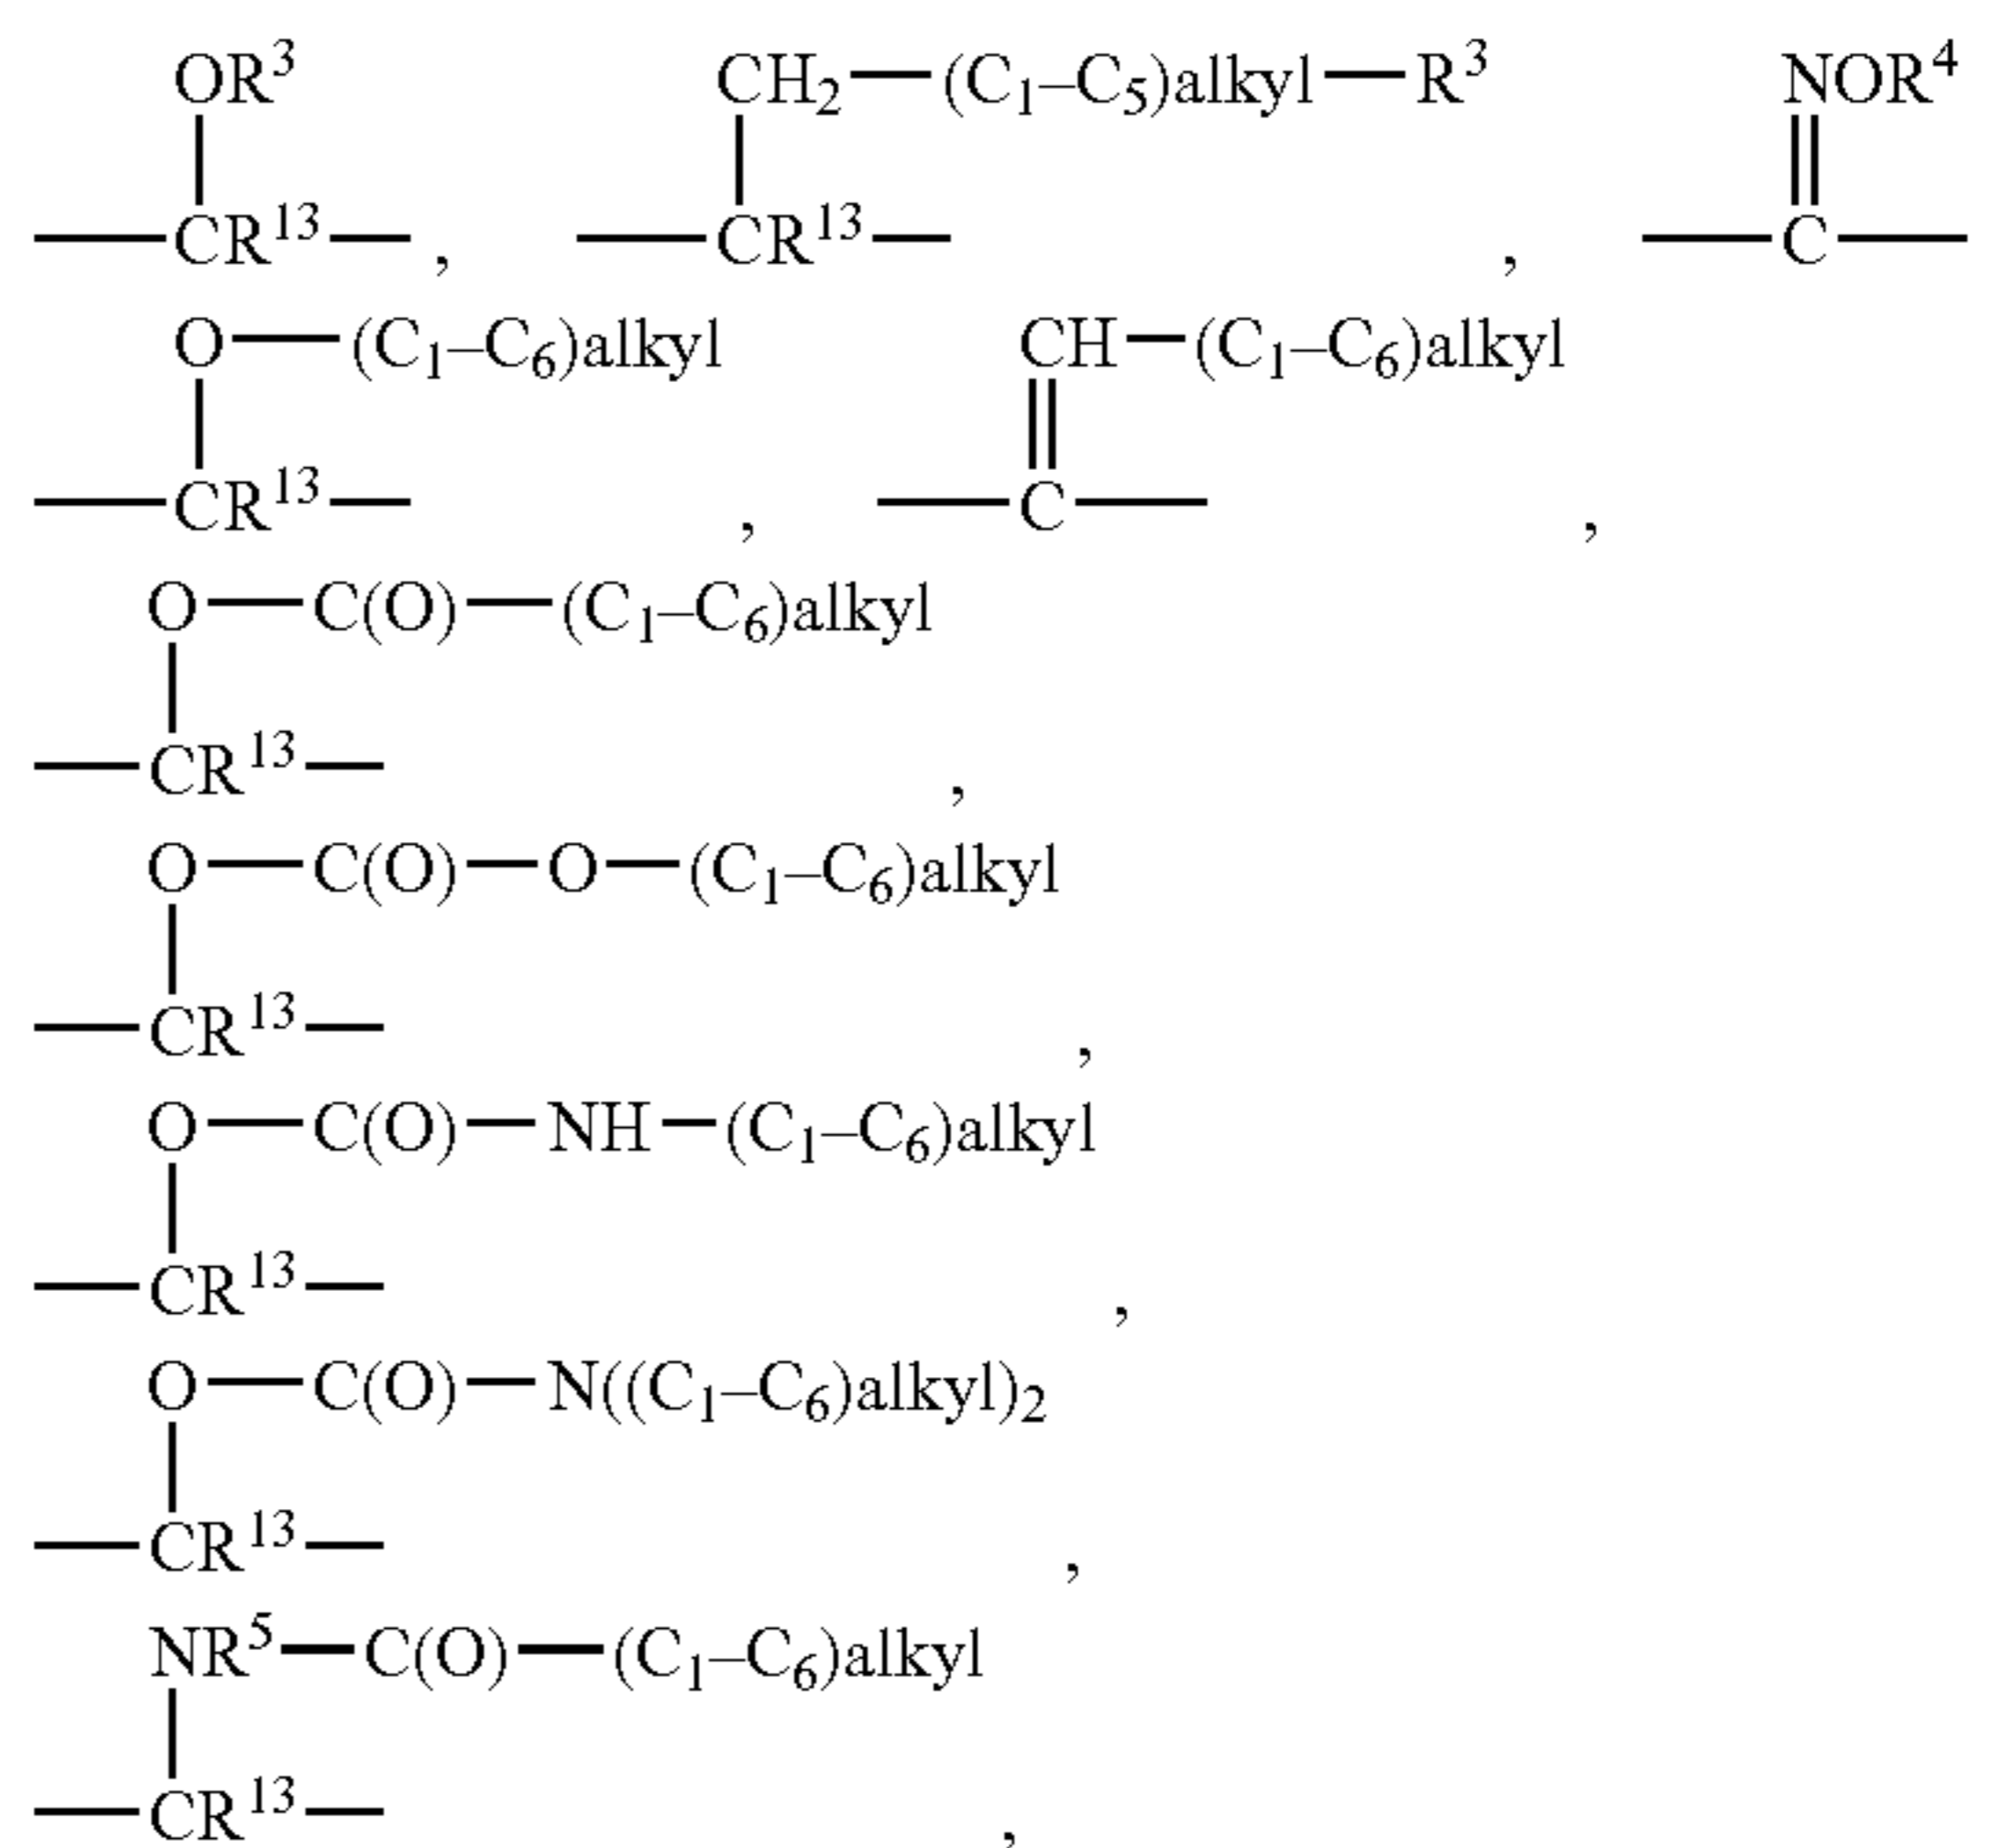 OR³ CH₂—(C₁–C₅)alkyl—R³ NOR⁴
—CR¹³—, —CR¹³—, —C—
O—(C₁–C₆)alkyl CH—(C₁–C₆)alkyl
—CR¹³—, —C—,
O—C(O)—(C₁–C₆)alkyl
—CR¹³—,
O—C(O)—O—(C₁–C₆)alkyl
—CR¹³—,
O—C(O)—NH—(C₁–C₆)alkyl
—CR¹³—,
O—C(O)—N((C₁–C₆)alkyl)₂
—CR¹³—,
NR⁵—C(O)—(C₁–C₆)alkyl
—CR¹³—,